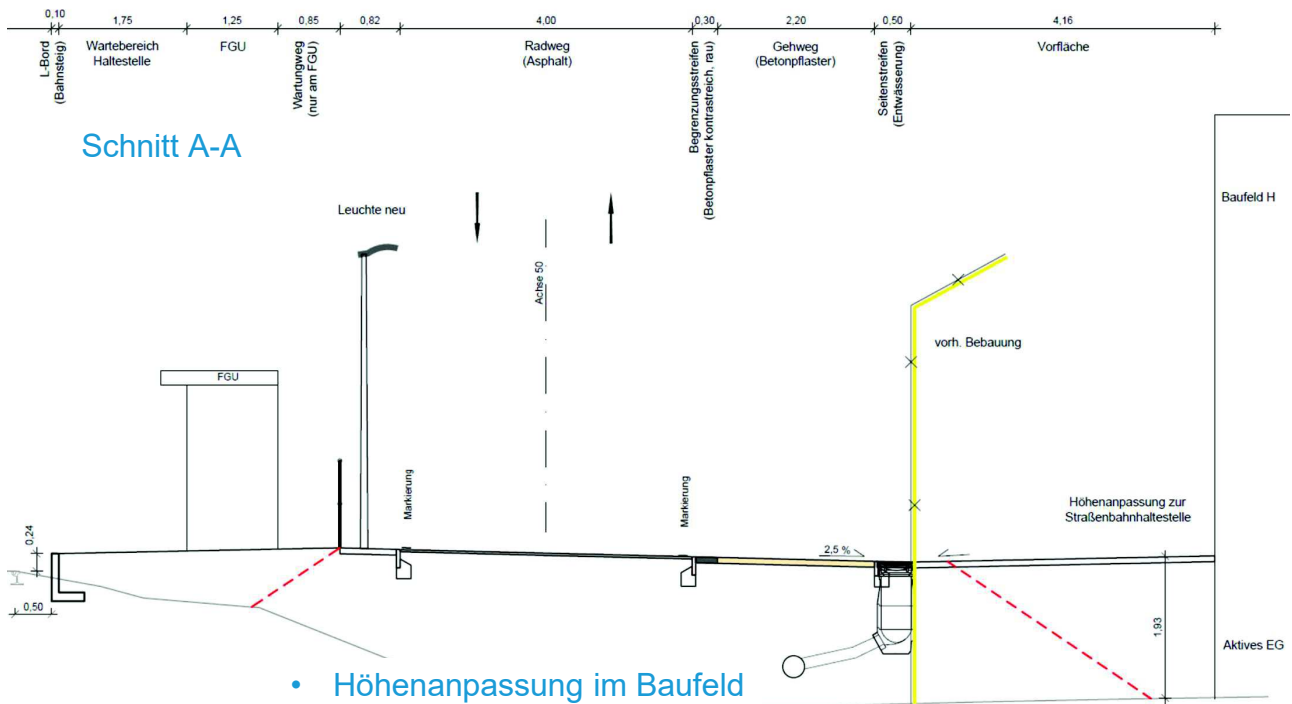 0,10
1,75
1,25
0,85
0,82
4,00
0,30
2,20
0,50
4,16
L-Bord
(Bahnsteig)
Wartebereich
Haltestelle
FGU
Wartungweg
(nur am FGU)
Radweg
(Asphalt)
Begrenzungsstreifen
(Betonpflaster kontrastreich, rau)
Gehweg
(Betonpflaster)
Seitenstreifen
(Entwässerung)
Vorfläche
Schnitt A-A
Leuchte neu
Achse 50
Baufeld H
vorh. Bebauung
FGU
Markierung
Markierung
Höhenanpassung zur
Straßenbahnhaltestelle
0,24
2,5 %
0,50
1,93
Aktives EG
• Höhenanpassung im Baufeld